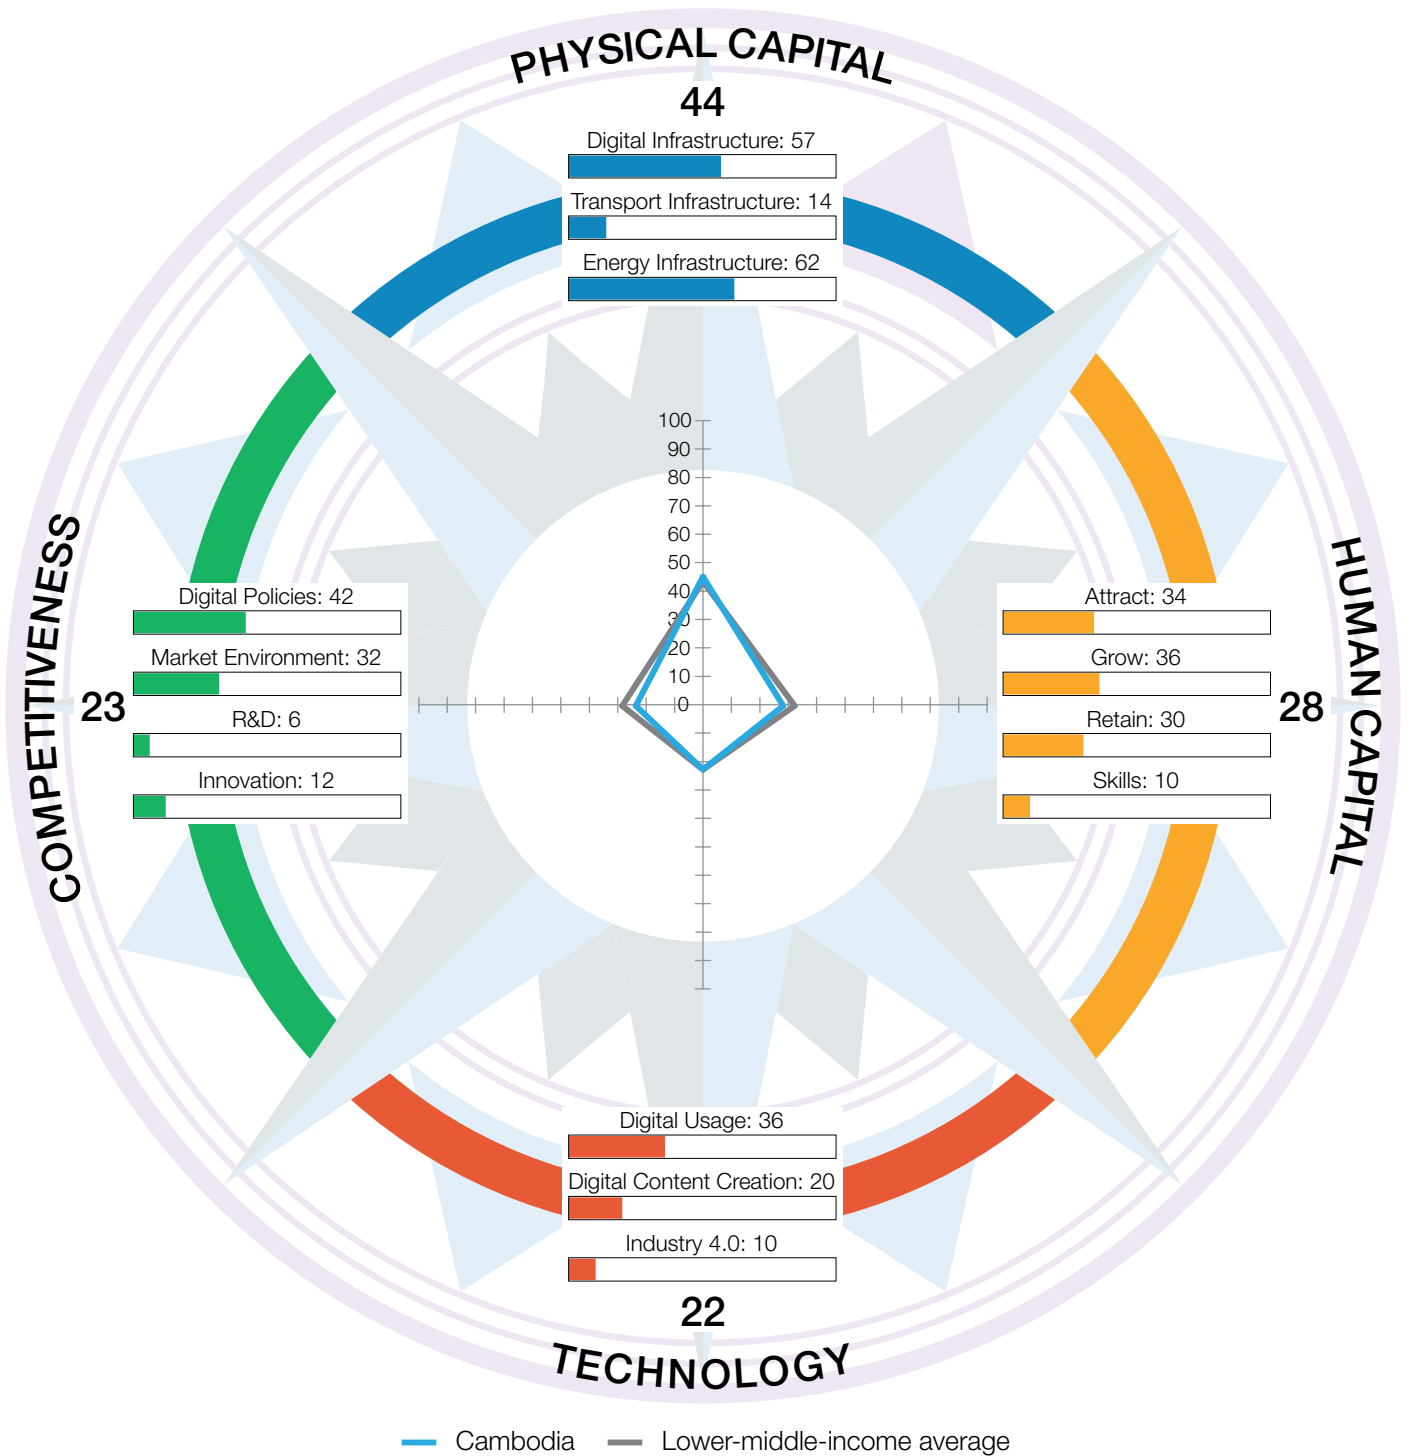 PHYSICAL CAPITAL
44
Digital Infrastructure: 57
Transport Infrastructure: 14
Energy Infrastructure: 62
100
90
80
70
60
50
40
30
20
10
0
COMPETITIVENESS
23
Digital Policies: 42
Market Environment: 32
R&D: 6
Innovation: 12
HUMAN CAPITAL
28
Attract: 34
Grow: 36
Retain: 30
Skills: 10
Digital Usage: 36
Digital Content Creation: 20
Industry 4.0: 10
22
TECHNOLOGY
Cambodia Lower-middle-income average